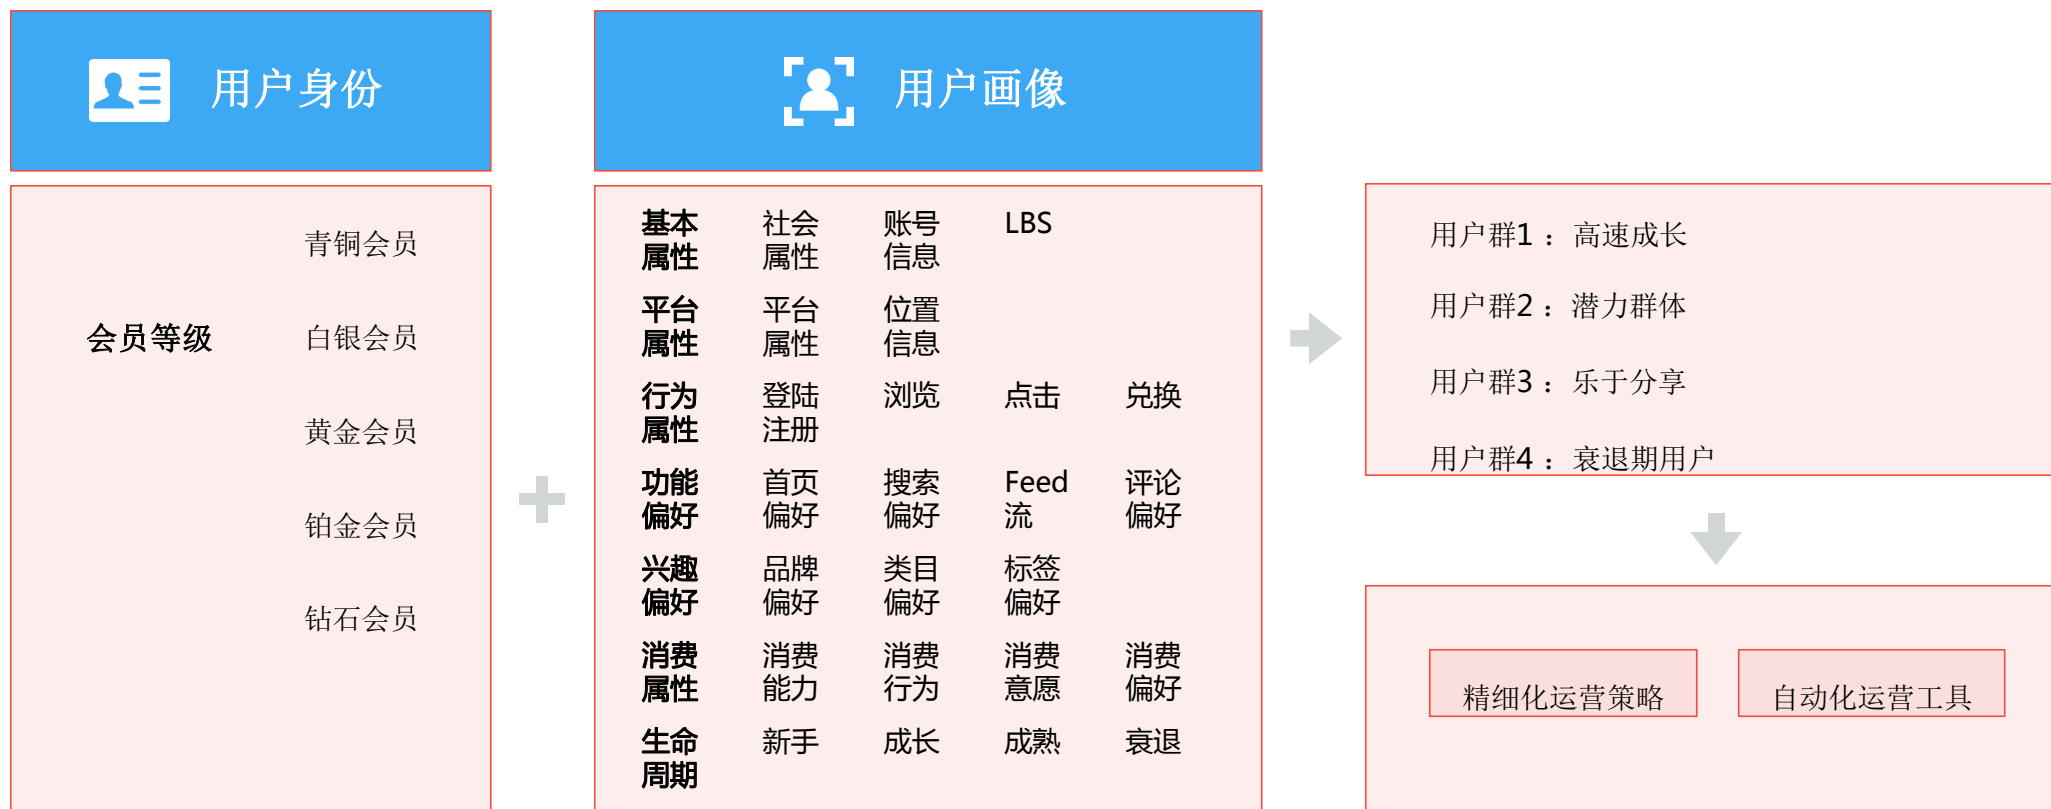 用户身份
用户画像
会员等级
青铜会员
白银会员
黄金会员
铂金会员
钻石会员
基本 社会 账号 LBS
属性 属性 信息
平台 平台 位置
属性 属性 信息
行为 登陆 浏览 点击 兑换
属性 注册
功能 首页 搜索 Feed 评论
偏好 偏好 偏好 流 偏好
兴趣 品牌 类目 标签
偏好 偏好 偏好 偏好
消费 消费 消费 消费 消费
属性 能力 行为 意愿 偏好
生命 新手 成长 成熟 衰退
周期
用户群1：高速成长
用户群2：潜力群体
用户群3：乐于分享
用户群4：衰退期用户
精细化运营策略
自动化运营工具